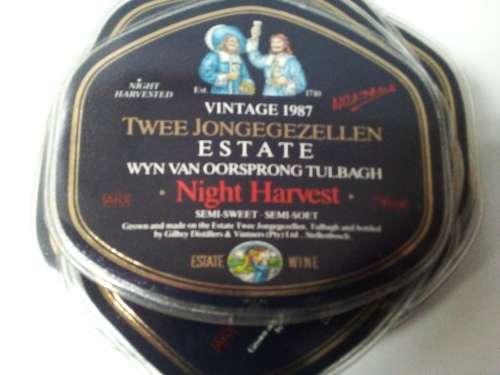 NIGHT
HARVESTED
Est. 1710
VINTAGE 1987
TWEE JONGEGEZELLEN
ESTATE
WYN VAN OORSPRONG TULBAGH
· Night Harvest ·
SEMI-SWEET · SEMI-SOET
Grown and made on the Estate Twee Jongegezellen, Tulbagh and bottled
by Gilbey Distillers & Vintners (Pty) Ltd., Stellenbosch.
ESTATE WINE